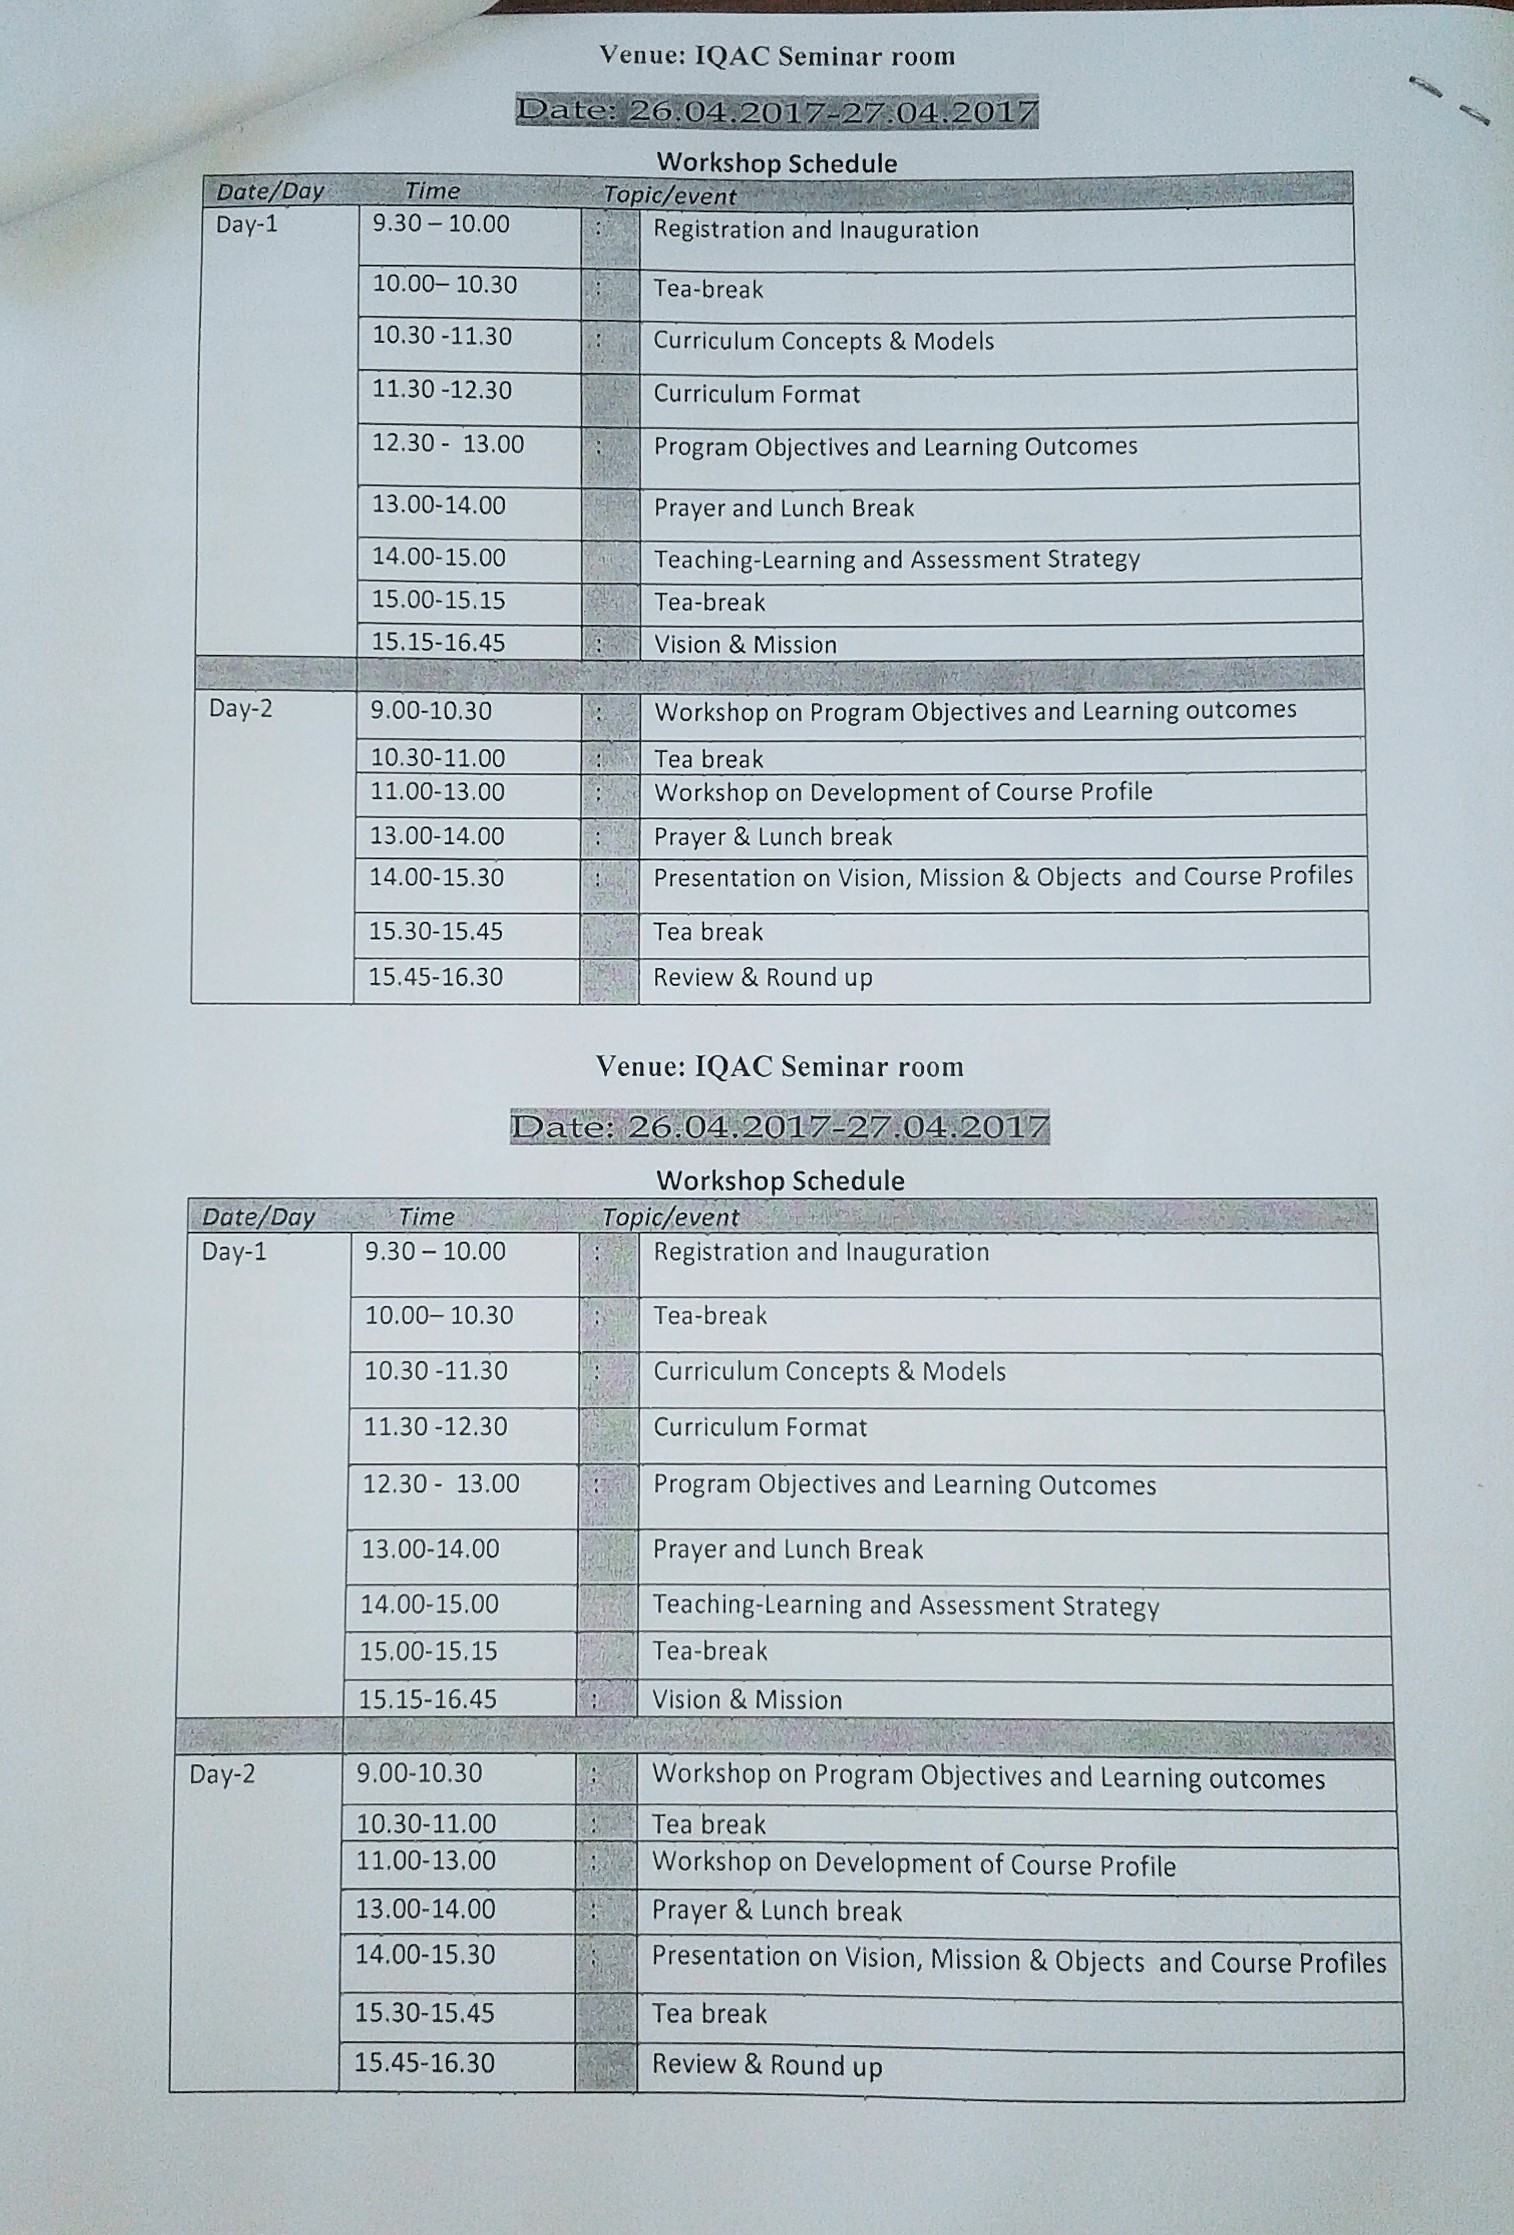 Venue: IQAC Seminar room
Date: 26.04.2017-27.04.2017
Workshop Schedule
Date/Day Time Topic/event
Day-1 9.30 – 10.00 : Registration and Inauguration
10.00– 10.30 : Tea-break
10.30 -11.30 : Curriculum Concepts & Models
11.30 -12.30 Curriculum Format
12.30 - 13.00 : Program Objectives and Learning Outcomes
13.00-14.00 Prayer and Lunch Break
14.00-15.00 Teaching-Learning and Assessment Strategy
15.00-15.15 Tea-break
15.15-16.45 : Vision & Mission
Day-2 9.00-10.30 : Workshop on Program Objectives and Learning outcomes
10.30-11.00 : Tea break
11.00-13.00 : Workshop on Development of Course Profile
13.00-14.00 : Prayer & Lunch break
14.00-15.30 : Presentation on Vision, Mission & Objects and Course Profiles
15.30-15.45 Tea break
15.45-16.30 Review & Round up
Venue: IQAC Seminar room
Date: 26.04.2017-27.04.2017
Workshop Schedule
Date/Day Time Topic/event
Day-1 9.30 – 10.00 : Registration and Inauguration
10.00– 10.30 : Tea-break
10.30 -11.30 : Curriculum Concepts & Models
11.30 -12.30 Curriculum Format
12.30 - 13.00 : Program Objectives and Learning Outcomes
13.00-14.00 Prayer and Lunch Break
14.00-15.00 Teaching-Learning and Assessment Strategy
15.00-15.15 Tea-break
15.15-16.45 : Vision & Mission
Day-2 9.00-10.30 : Workshop on Program Objectives and Learning outcomes
10.30-11.00 : Tea break
11.00-13.00 : Workshop on Development of Course Profile
13.00-14.00 : Prayer & Lunch break
14.00-15.30 : Presentation on Vision, Mission & Objects and Course Profiles
15.30-15.45 Tea break
15.45-16.30 Review & Round up